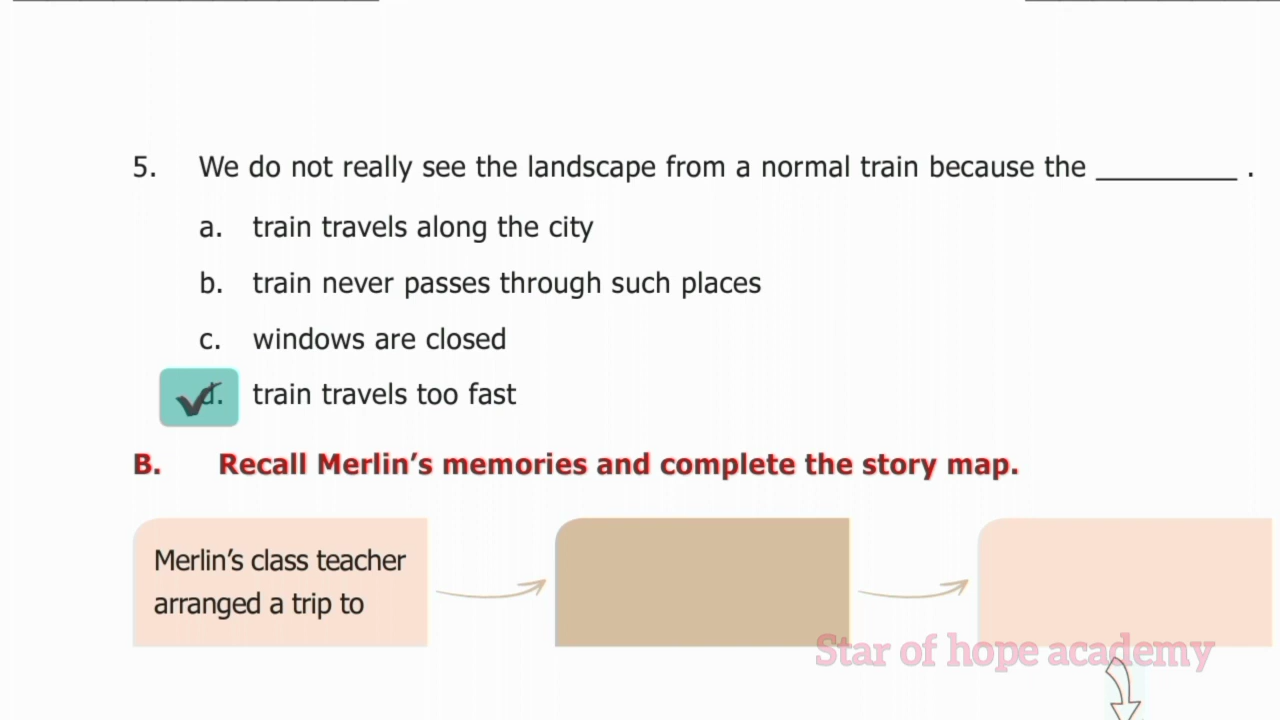 5. We do not really see the landscape from a normal train because the _________ .
a. train travels along the city
b. train never passes through such places
c. windows are closed
d. train travels too fast
B. Recall Merlin’s memories and complete the story map.
Merlin’s class teacher
arranged a trip to
Star of hope academy